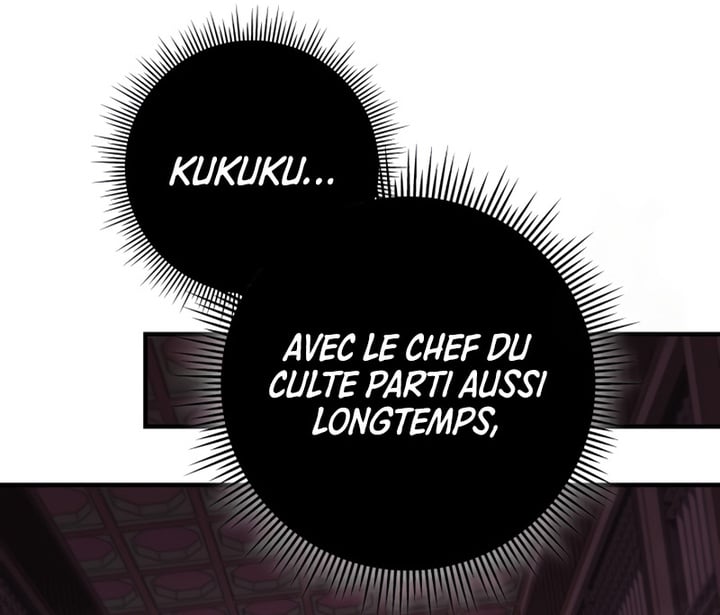 KUKUKU...
AVEC LE CHEF DU
CULTE PARTI AUSSI
LONGTEMPS,